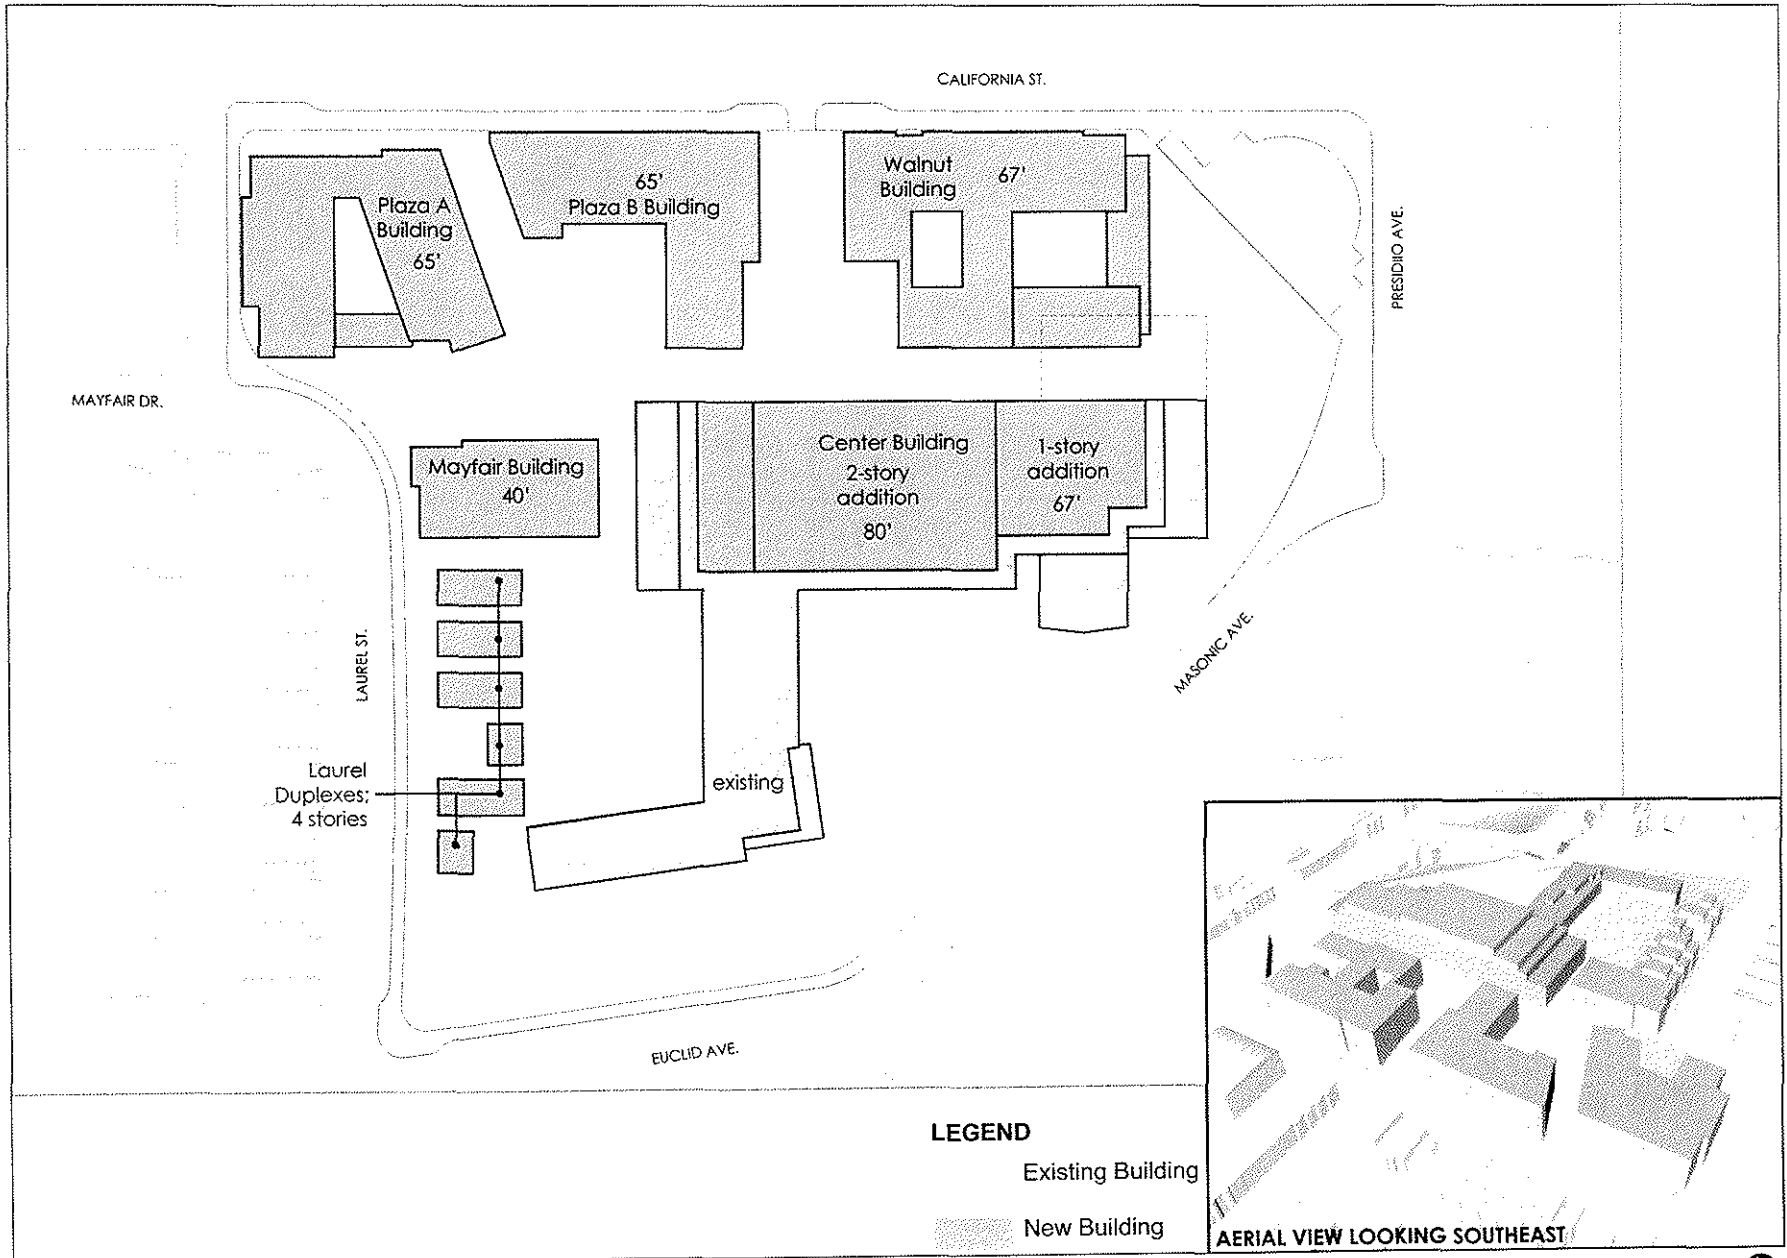 CALIFORNIA ST.
Plaza A
Building
65'
65'
Plaza B Building
Walnut
Building
67'
PRESIDIO AVE.
MAYFAIR DR.
Mayfair Building
40'
Center Building
2-story
addition
80'
1-story
addition
67'
LAUREL ST.
MASONIC AVE.
Laurel
Duplexes;
4 stories
existing
EUCLID AVE.
LEGEND
Existing Building
New Building
AERIAL VIEW LOOKING SOUTHEAST